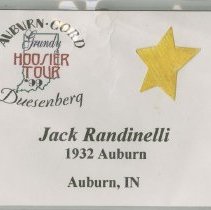 AUBURN·CORD
Grundy
HOOSIER
TOUR
'99
Duesenberg
Jack Randinelli
1932 Auburn
Auburn, IN